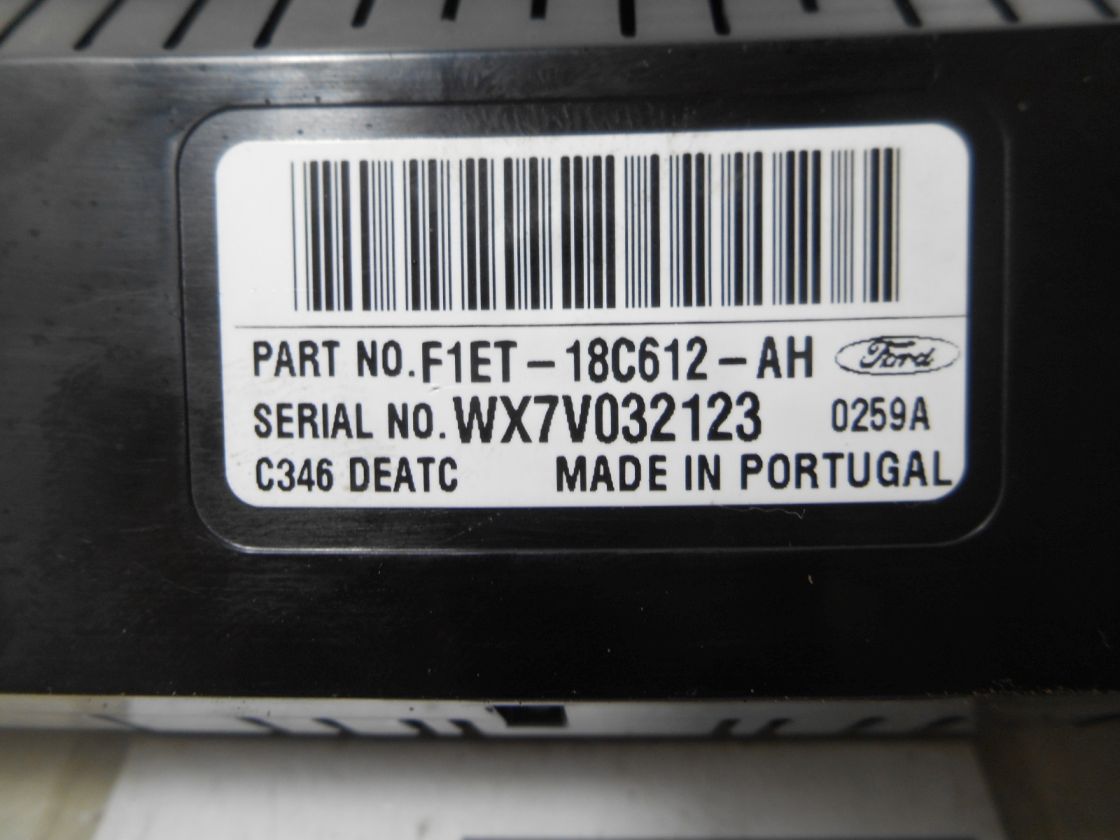 PART NO. F1ET-18C612-AH Ford
SERIAL NO. WX7V032123 0259A
C346 DEATC MADE IN PORTUGAL